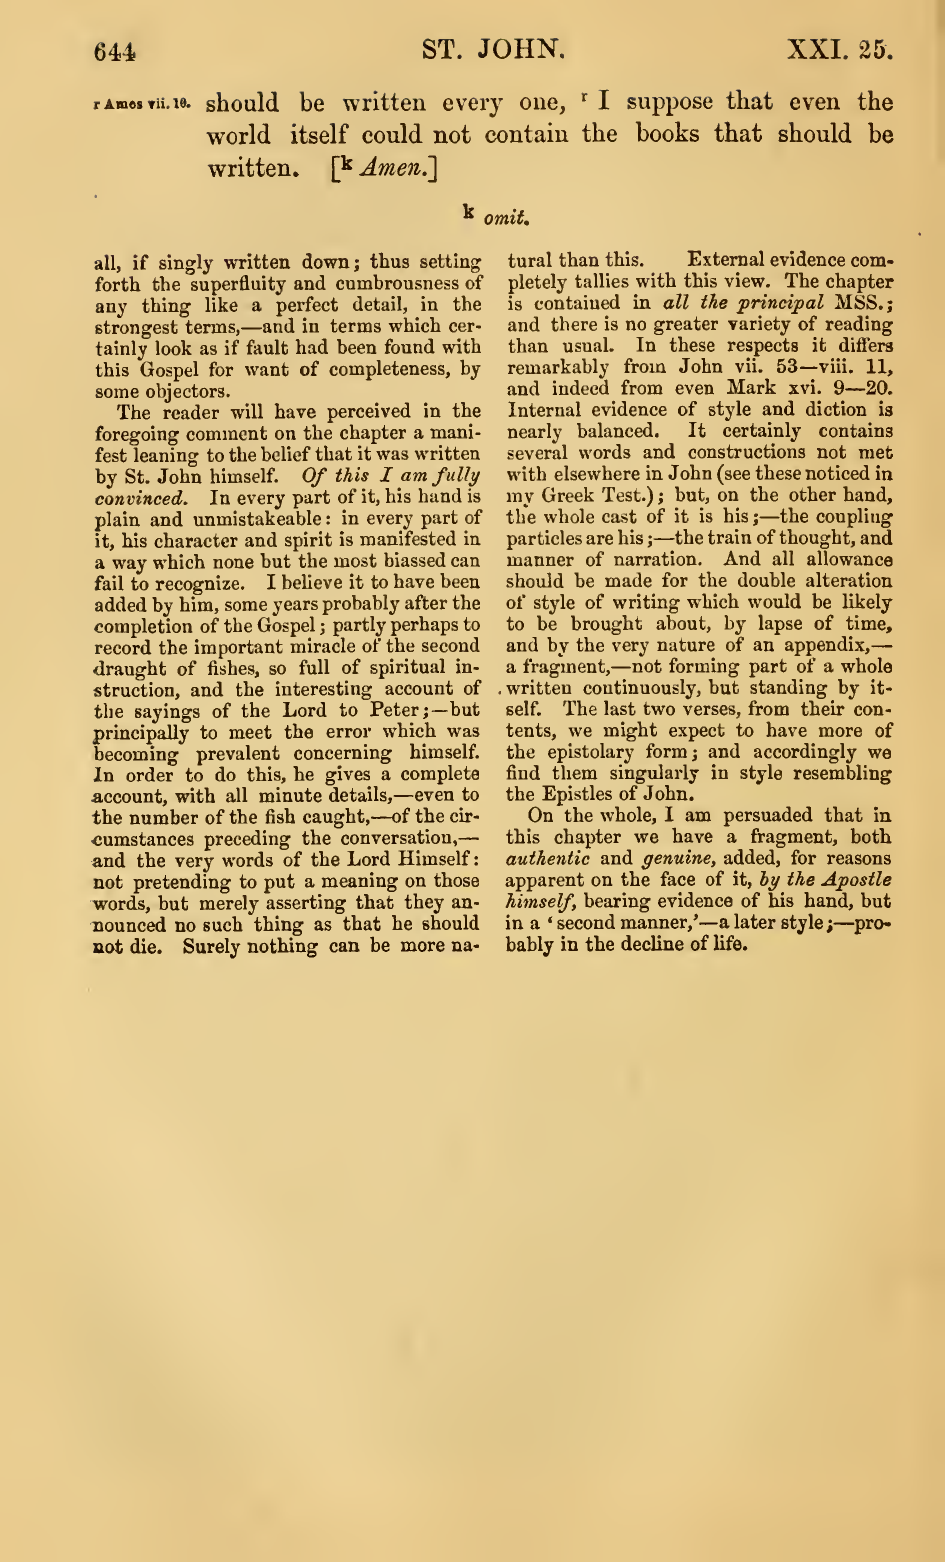 644 ST. JOHN. XXI. 25.
r Amos vii. 10. should be written every one, r I suppose that even the
world itself could not contain the books that should be
written. [k Amen.]
k omit.
all, if singly written down; thus setting
forth the superfluity and cumbrousness of
any thing like a perfect detail, in the
strongest terms,—and in terms which cer-
tainly look as if fault had been found with
this Gospel for want of completeness, by
some objectors.
The reader will have perceived in the
foregoing comment on the chapter a mani-
fest leaning to the belief that it was written
by St. John himself. Of this I am fully
convinced. In every part of it, his hand is
plain and unmistakeable: in every part of
it, his character and spirit is manifested in
a way which none but the most biassed can
fail to recognize. I believe it to have been
added by him, some years probably after the
completion of the Gospel; partly perhaps to
record the important miracle of the second
draught of fishes, so full of spiritual in-
struction, and the interesting account of
the sayings of the Lord to Peter;—but
principally to meet the error which was
becoming prevalent concerning himself.
In order to do this, he gives a complete
account, with all minute details,—even to
the number of the fish caught,—of the cir-
cumstances preceding the conversation,—
and the very words of the Lord Himself:
not pretending to put a meaning on those
words, but merely asserting that they an-
nounced no such thing as that he should
not die. Surely nothing can be more na-
tural than this. External evidence com-
pletely tallies with this view. The chapter
is contained in all the principal MSS.;
and there is no greater variety of reading
than usual. In these respects it differs
remarkably from John vii. 53—viii. 11,
and indeed from even Mark xvi. 9—20.
Internal evidence of style and diction is
nearly balanced. It certainly contains
several words and constructions not met
with elsewhere in John (see these noticed in
my Greek Test.); but, on the other hand,
the whole cast of it is his;—the coupling
particles are his;—the train of thought, and
manner of narration. And all allowance
should be made for the double alteration
of style of writing which would be likely
to be brought about, by lapse of time,
and by the very nature of an appendix,—
a fragment,—not forming part of a whole
written continuously, but standing by it-
self. The last two verses, from their con-
tents, we might expect to have more of
the epistolary form; and accordingly we
find them singularly in style resembling
the Epistles of John.
On the whole, I am persuaded that in
this chapter we have a fragment, both
authentic and genuine, added, for reasons
apparent on the face of it, by the Apostle
himself, bearing evidence of his hand, but
in a ‘second manner,’—a later style;—pro-
bably in the decline of life.